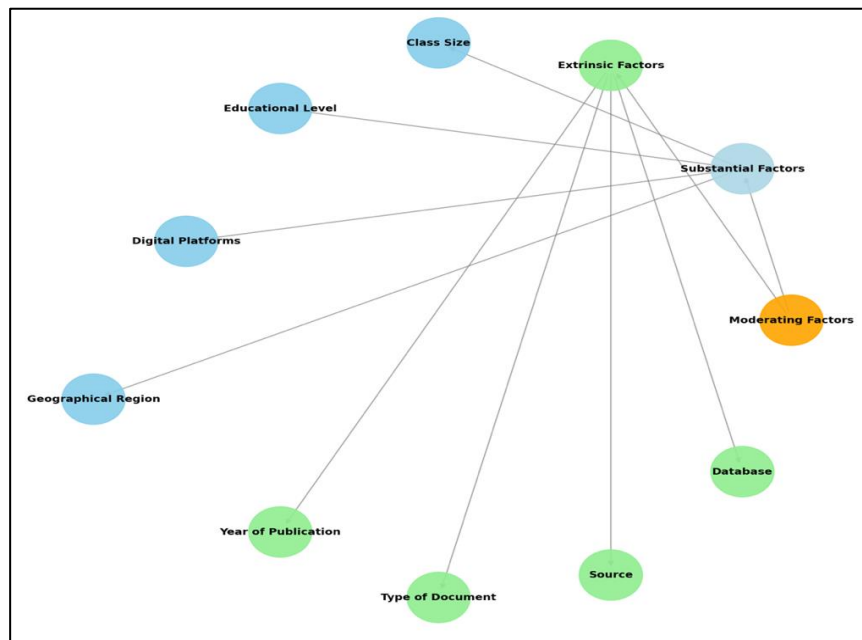 Class Size
Extrinsic Factors
Educational Level
Substantial Factors
Digital Platforms
Moderating Factors
Geographical Region
Database
Year of Publication
Source
Type of Document